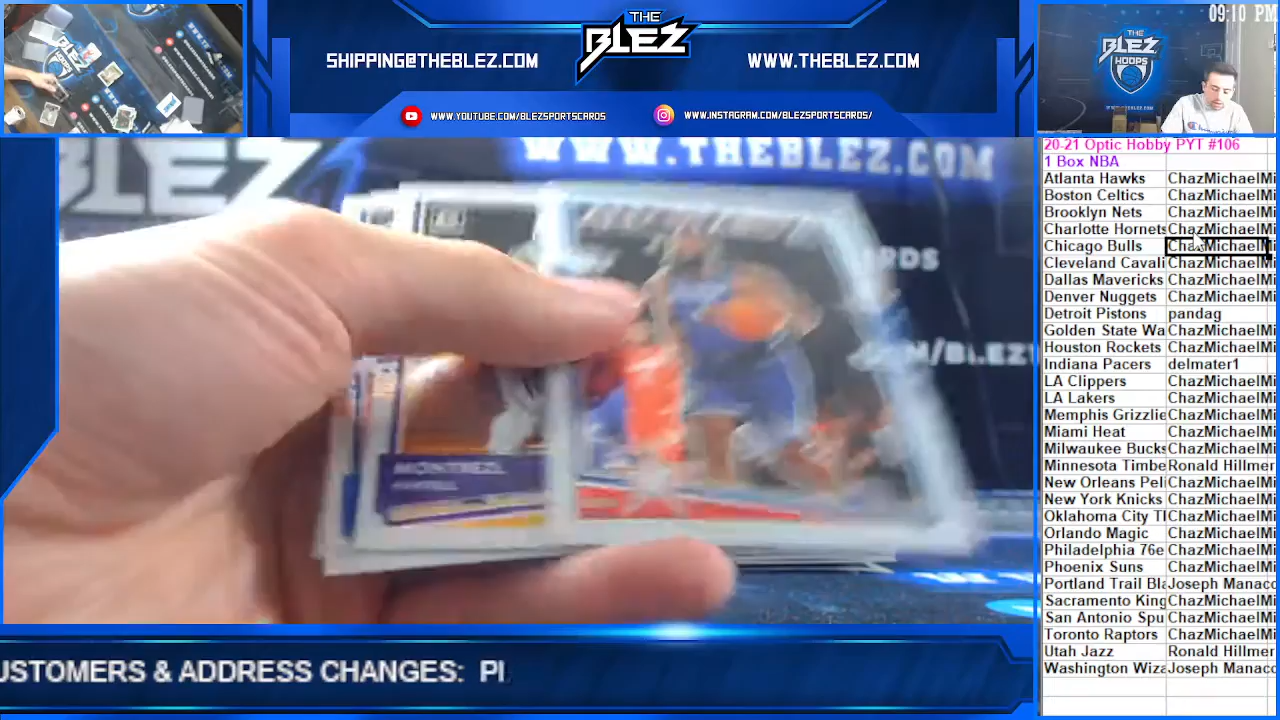 09:10 PM
THE
BLEZ
SHIPPING@THEBLEZ.COM
WWW.THEBLEZ.COM
WWW.YOUTUBE.COM/BLEZSPORTSCARDS
WWW.INSTAGRAM.COM/BLEZSPORTSCARDS/
THE
BLEZ
HOOPS
BLEZ
WWW.THEBLEZ.COM
MONTREZL
20-21 Optic Hobby PYT #106
1 Box NBA
Atlanta Hawks ChazMichaelMi
Boston Celtics ChazMichaelMi
Brooklyn Nets ChazMichaelMi
Charlotte Hornets ChazMichaelMi
Chicago Bulls ChazMichaelMi
Cleveland Cavali ChazMichaelMi
Dallas Mavericks ChazMichaelMi
Denver Nuggets ChazMichaelMi
Detroit Pistons pandag
Golden State Wa ChazMichaelMi
Houston Rockets ChazMichaelMi
Indiana Pacers delmater1
LA Clippers ChazMichaelMi
LA Lakers ChazMichaelMi
Memphis Grizzlie ChazMichaelMi
Miami Heat ChazMichaelMi
Milwaukee Bucks ChazMichaelMi
Minnesota Timbe Ronald Hillmer
New Orleans Peli ChazMichaelMi
New York Knicks ChazMichaelMi
Oklahoma City Tl ChazMichaelMi
Orlando Magic ChazMichaelMi
Philadelphia 76e ChazMichaelMi
Phoenix Suns ChazMichaelMi
Portland Trail Bla Joseph Manacc
Sacramento King ChazMichaelMi
San Antonio Spu ChazMichaelMi
Toronto Raptors ChazMichaelMi
Utah Jazz Ronald Hillmer
Washington Wiza Joseph Manacc
USTOMERS & ADDRESS CHANGES: PL